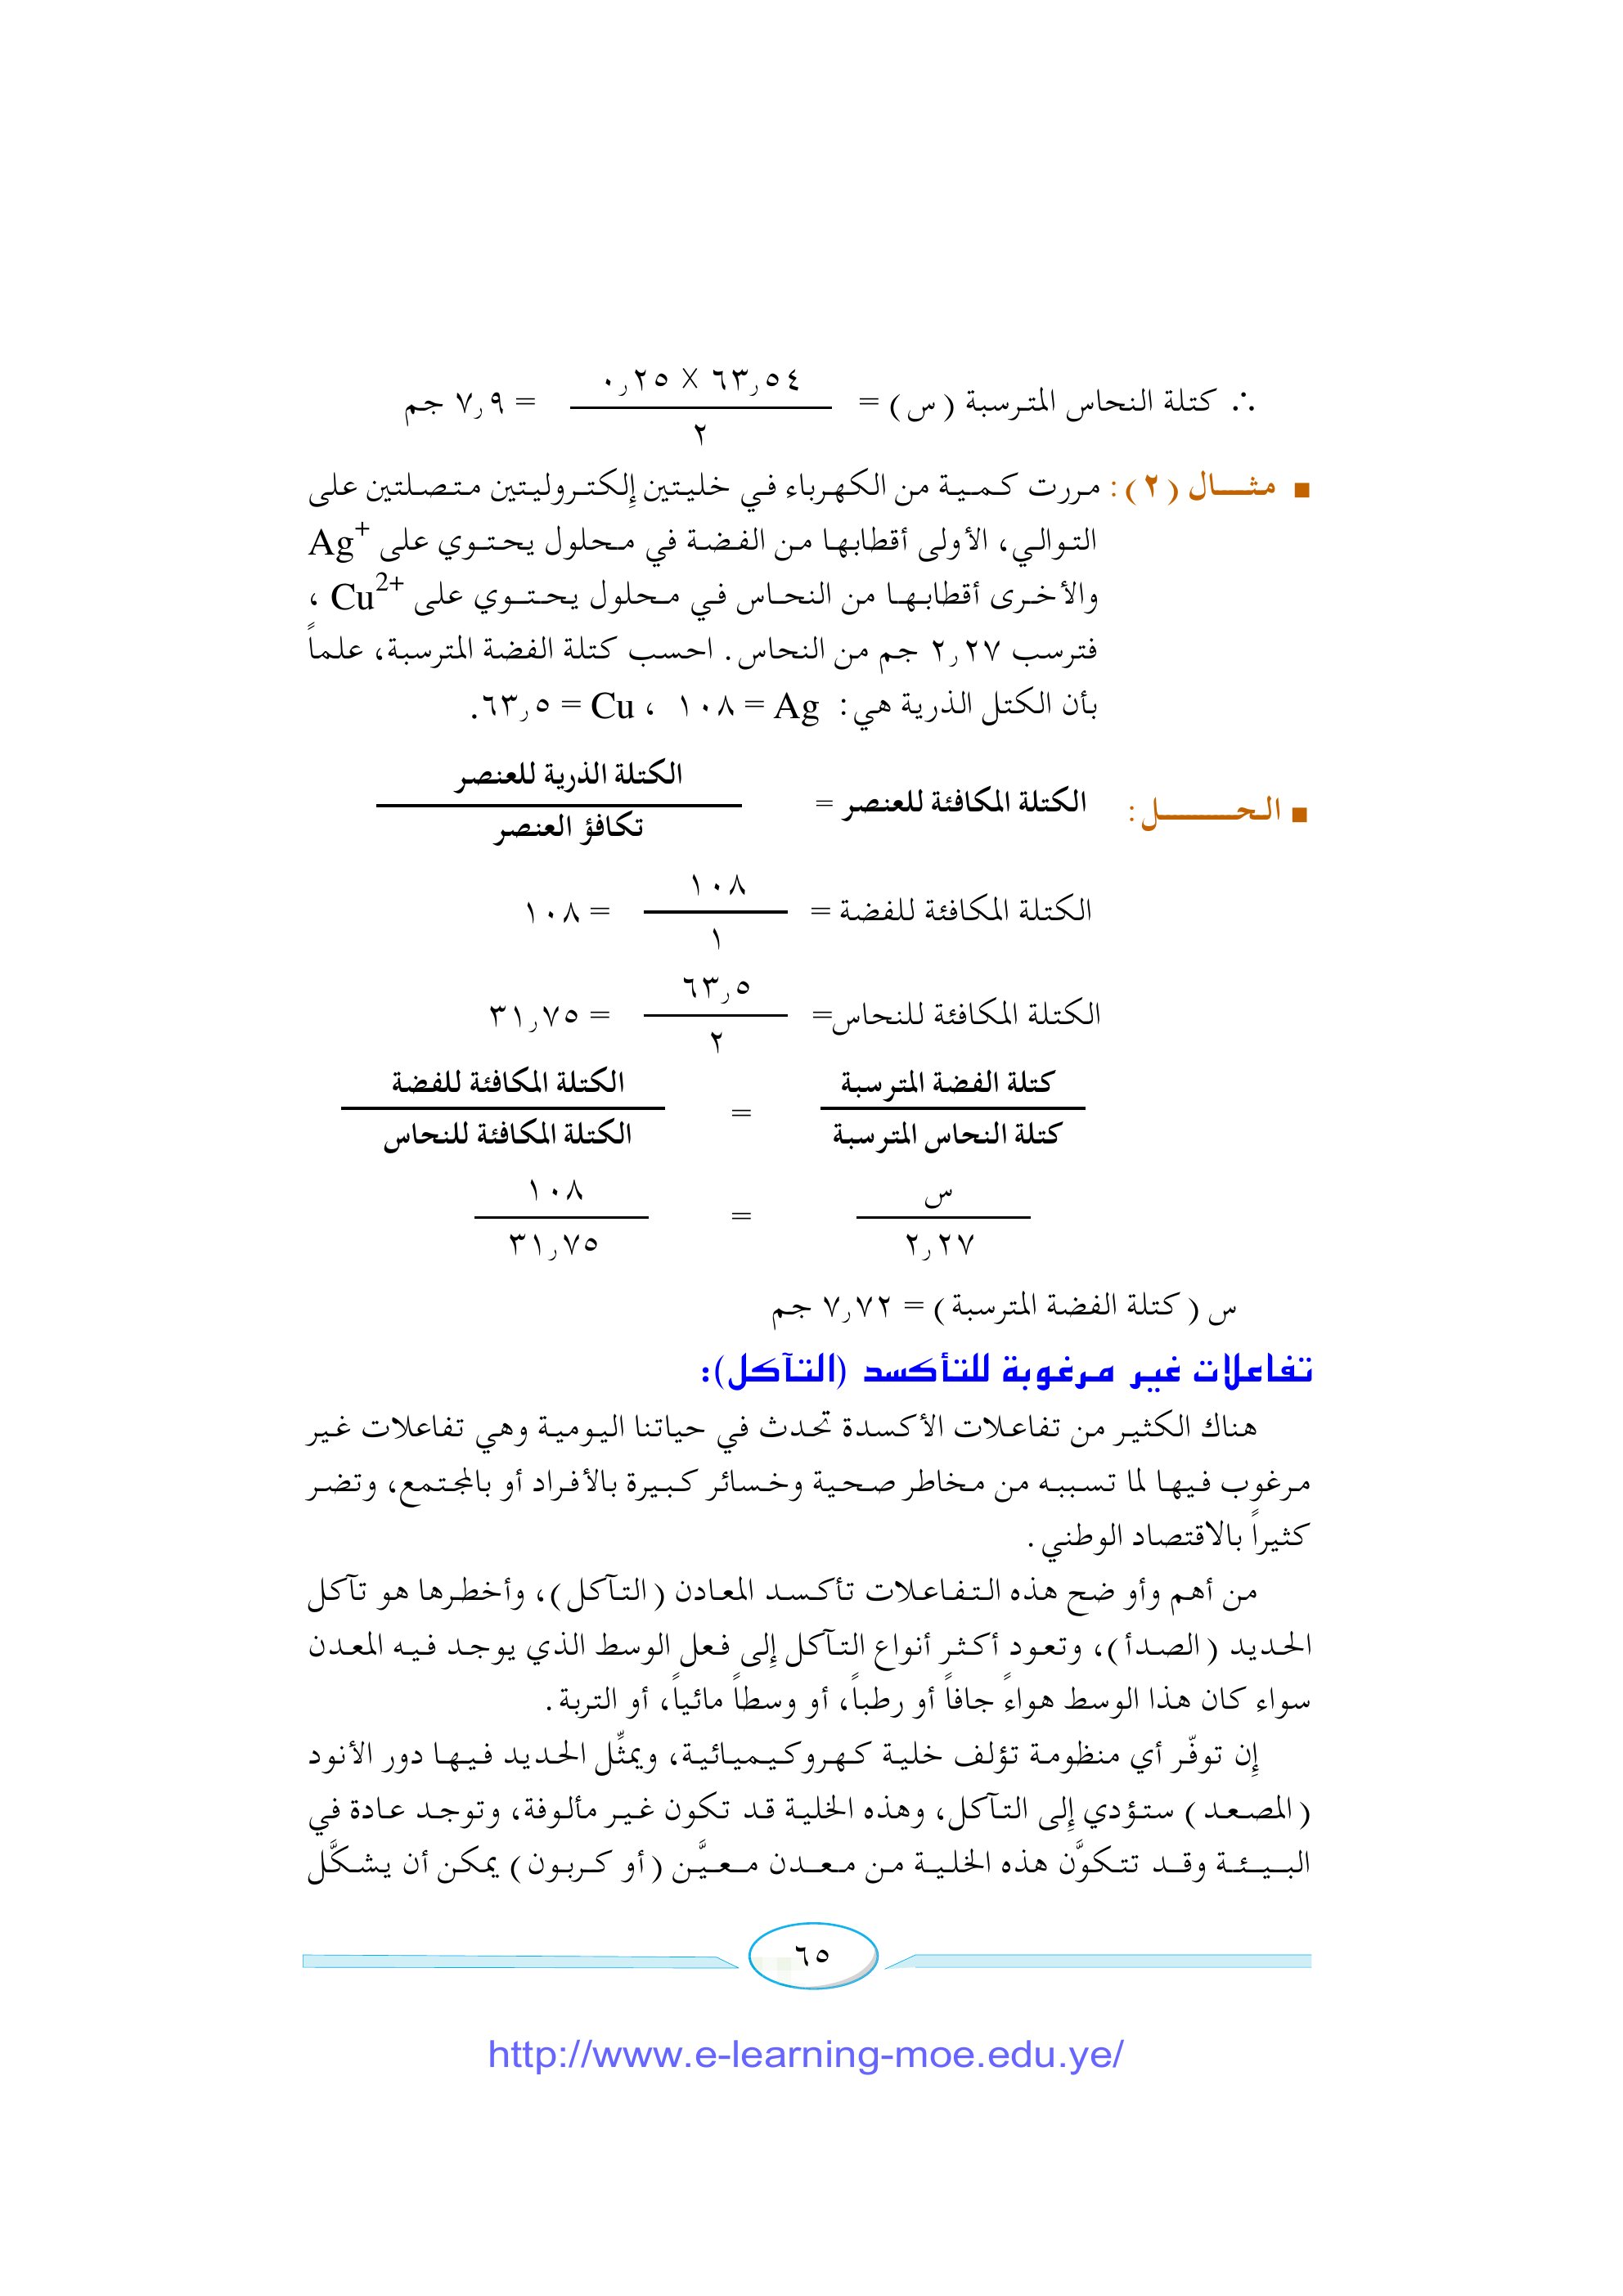 ∴ كتلة النحاس المترسبة (س) = ٦٣٫٥٤ × ٠٫٢٥ / ٢ = ٧٫٩ جم
■ مثـــال (٢): مررت كمية من الكهرباء في خليتين إلكتروليتين متصلتين على
التوالي، الأولى أقطابها من الفضة في محلول يحتوي على Ag⁺
والأخرى أقطابها من النحاس في محلول يحتوي على Cu²⁺ ،
فترسب ٢٫٢٧ جم من النحاس. احسب كتلة الفضة المترسبة، علماً
بأن الكتل الذرية هي: Ag = ١٠٨ ، Cu = ٦٣٫٥.
■ الحـــــــل: الكتلة المكافئة للعنصر = الكتلة الذرية للعنصر / تكافؤ العنصر
الكتلة المكافئة للفضة = ١٠٨ / ١ = ١٠٨
الكتلة المكافئة للنحاس= ٦٣٫٥ / ٢ = ٣١٫٧٥
كتلة الفضة المترسبة / كتلة النحاس المترسبة = الكتلة المكافئة للفضة / الكتلة المكافئة للنحاس
س / ٢٫٢٧ = ١٠٨ / ٣١٫٧٥
س (كتلة الفضة المترسبة) = ٧٫٧٢ جم
تفاعلات غير مرغوبة للتأكسد (التآكل):
هناك الكثير من تفاعلات الأكسدة تحدث في حياتنا اليومية وهي تفاعلات غير
مرغوب فيها لما تسببه من مخاطر صحية وخسائر كبيرة بالأفراد أو بالمجتمع، وتضر
كثيراً بالاقتصاد الوطني.
من أهم وأو ضح هذه التفاعلات تأكسد المعادن (التآكل)، وأخطرها هو تآكل
الحديد (الصدأ)، وتعود أكثر أنواع التآكل إلى فعل الوسط الذي يوجد فيه المعدن
سواء كان هذا الوسط هواءً جافاً أو رطباً، أو وسطاً مائياً، أو التربة.
إن توفّر أي منظومة تؤلف خلية كهروكيميائية، ويمثِّل الحديد فيها دور الأنود
(المصعد) ستؤدي إلى التآكل، وهذه الخلية قد تكون غير مألوفة، وتوجد عادة في
البيئة وقد تتكوَّن هذه الخلية من معدن معيَّن (أو كربون) يمكن أن يشكَّل
٦٥
http://www.e-learning-moe.edu.ye/